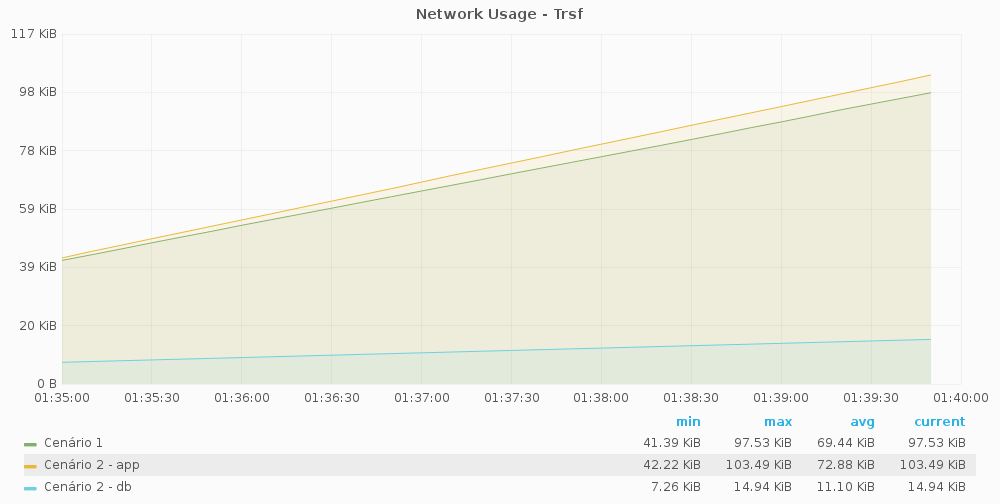 Network Usage - Trsf
117 KiB
98 KiB
78 KiB
59 KiB
39 KiB
20 KiB
0 B
01:35:00 01:35:30 01:36:00 01:36:30 01:37:00 01:37:30 01:38:00 01:38:30 01:39:00 01:39:30 01:40:00
min max avg current
Cenário 1 41.39 KiB 97.53 KiB 69.44 KiB 97.53 KiB
Cenário 2 - app 42.22 KiB 103.49 KiB 72.88 KiB 103.49 KiB
Cenário 2 - db 7.26 KiB 14.94 KiB 11.10 KiB 14.94 KiB